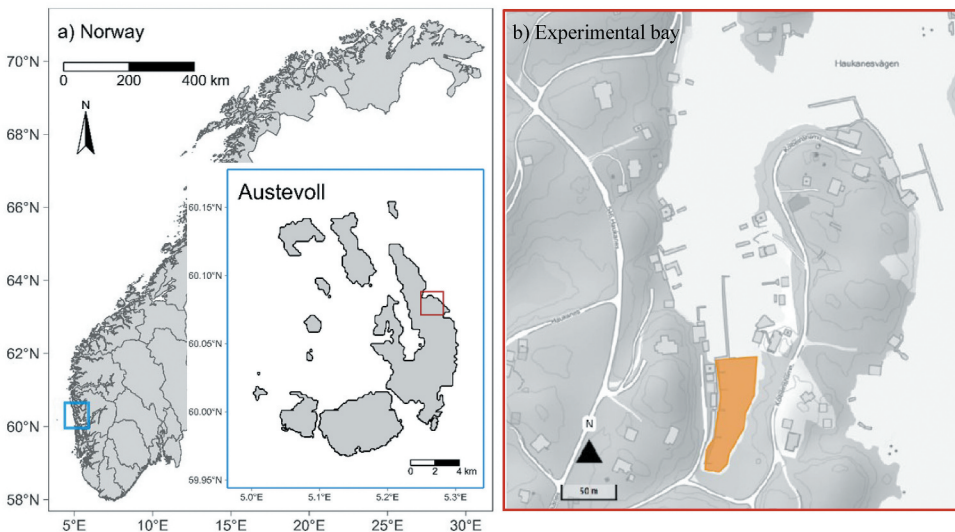 a) Norway
0 200 400 km
N
70°N
68°N
66°N
64°N
62°N
60°N
58°N
5°E 10°E 15°E 20°E 25°E 30°E
Austevoll
60.15°N
60.10°N
60.05°N
60.00°N
59.95°N
5.0°E 5.1°E 5.2°E 5.3°E
0 2 4 km
b) Experimental bay
Haukanesvågen
N
50 m